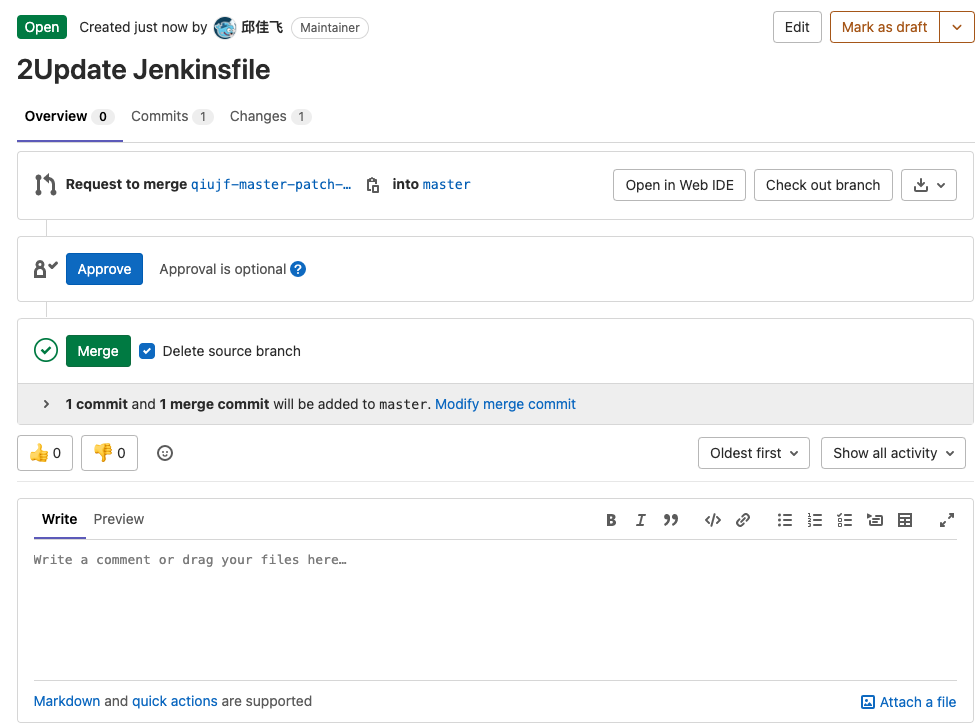 Open Created just now by 邱佳飞 Maintainer Edit Mark as draft
2Update Jenkinsfile
Overview 0 Commits 1 Changes 1
Request to merge qiujf-master-patch-… into master Open in Web IDE Check out branch
Approve Approval is optional ?
Merge Delete source branch
1 commit and 1 merge commit will be added to master. Modify merge commit
👍 0 👎 0 Oldest first Show all activity
Write Preview
Write a comment or drag your files here…
Markdown and quick actions are supported Attach a file